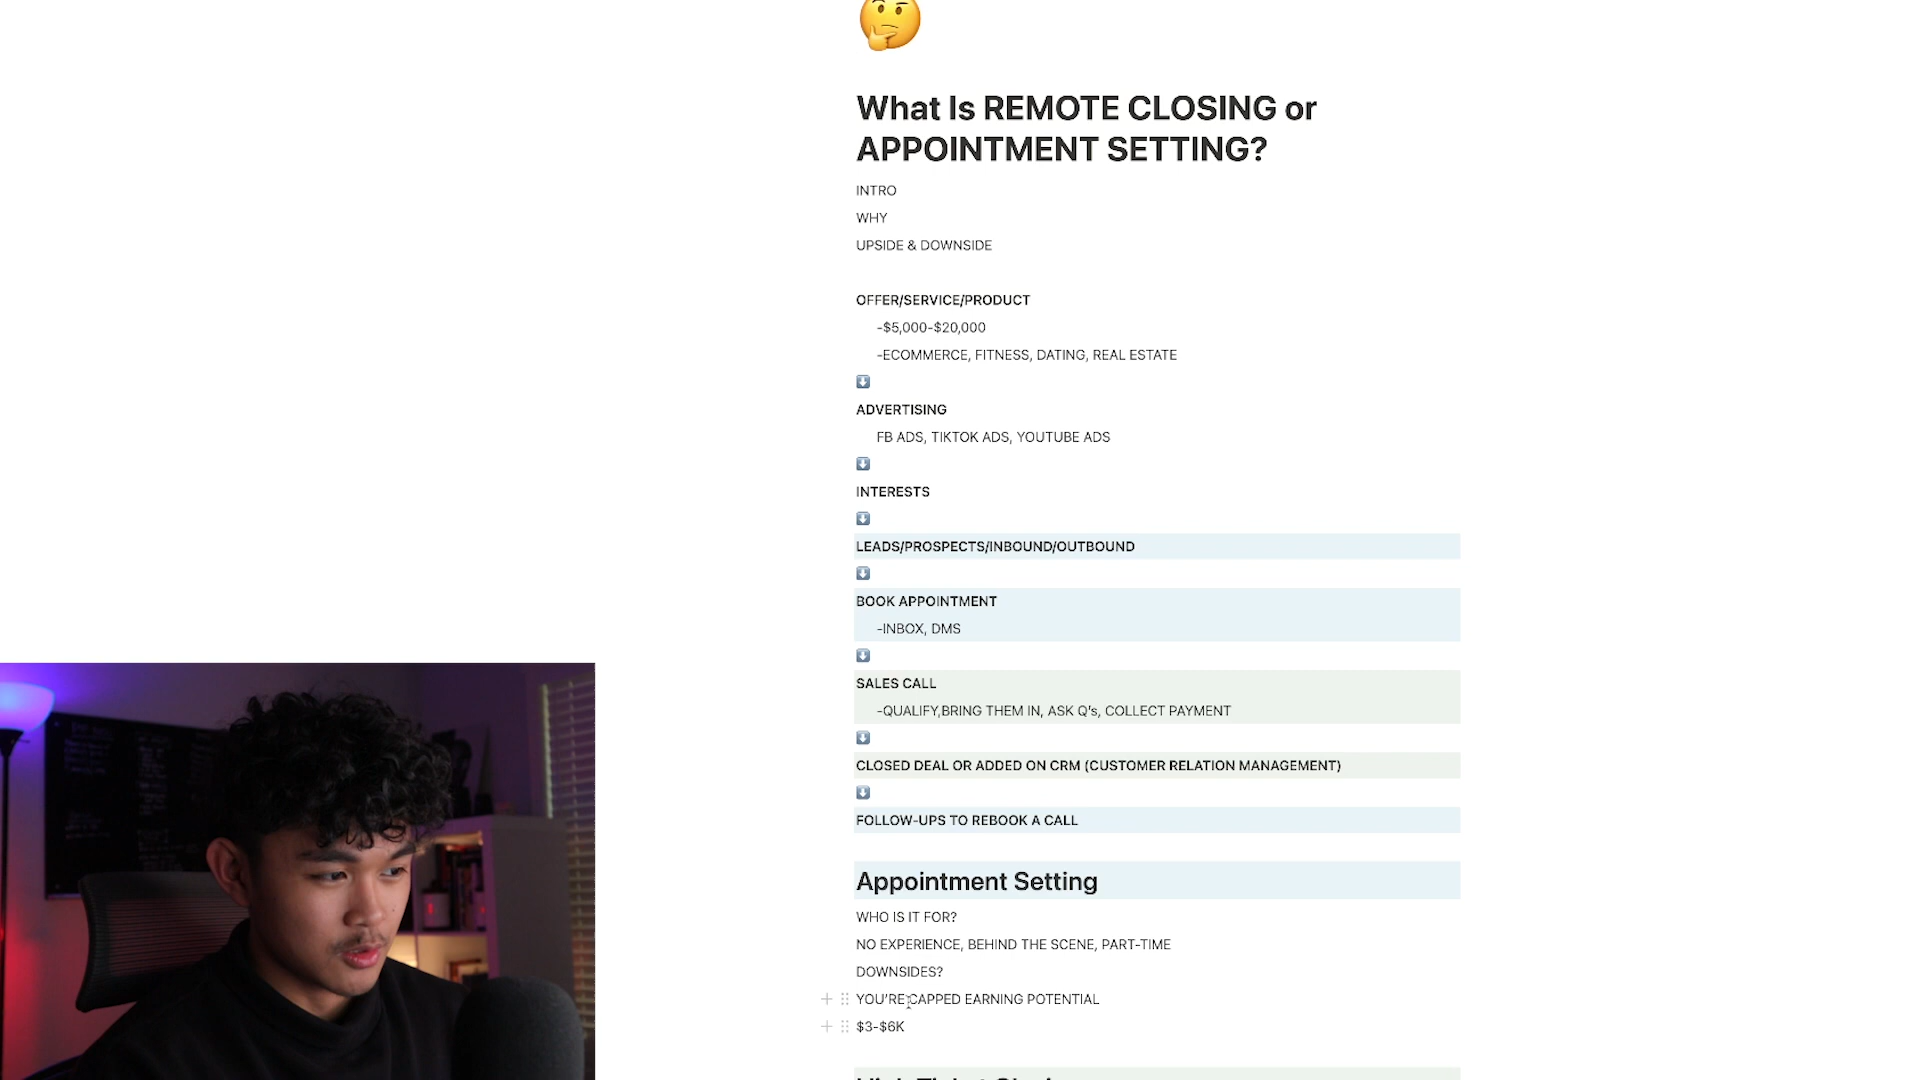 What Is REMOTE CLOSING or
APPOINTMENT SETTING?
INTRO
WHY
UPSIDE & DOWNSIDE
OFFER/SERVICE/PRODUCT
-$5,000-$20,000
-ECOMMERCE, FITNESS, DATING, REAL ESTATE
ADVERTISING
FB ADS, TIKTOK ADS, YOUTUBE ADS
INTERESTS
LEADS/PROSPECTS/INBOUND/OUTBOUND
BOOK APPOINTMENT
-INBOX, DMS
SALES CALL
-QUALIFY,BRING THEM IN, ASK Q's, COLLECT PAYMENT
CLOSED DEAL OR ADDED ON CRM (CUSTOMER RELATION MANAGEMENT)
FOLLOW-UPS TO REBOOK A CALL
Appointment Setting
WHO IS IT FOR?
NO EXPERIENCE, BEHIND THE SCENE, PART-TIME
DOWNSIDES?
YOU'RE CAPPED EARNING POTENTIAL
$3-$6K